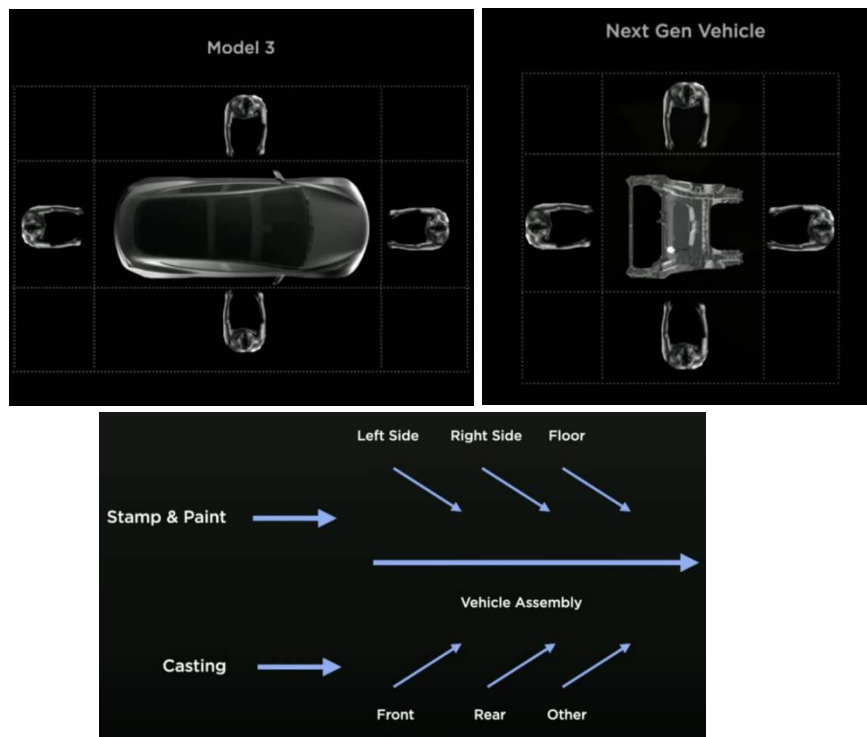 Model 3
Next Gen Vehicle
Left Side
Right Side
Floor
Stamp & Paint
Vehicle Assembly
Casting
Front
Rear
Other